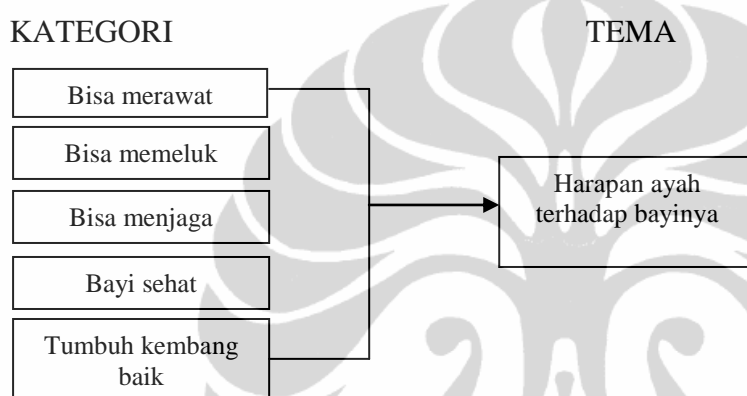 KATEGORI
TEMA
Bisa merawat
Bisa memeluk
Bisa menjaga
Bayi sehat
Tumbuh kembang
baik
Harapan ayah
terhadap bayinya